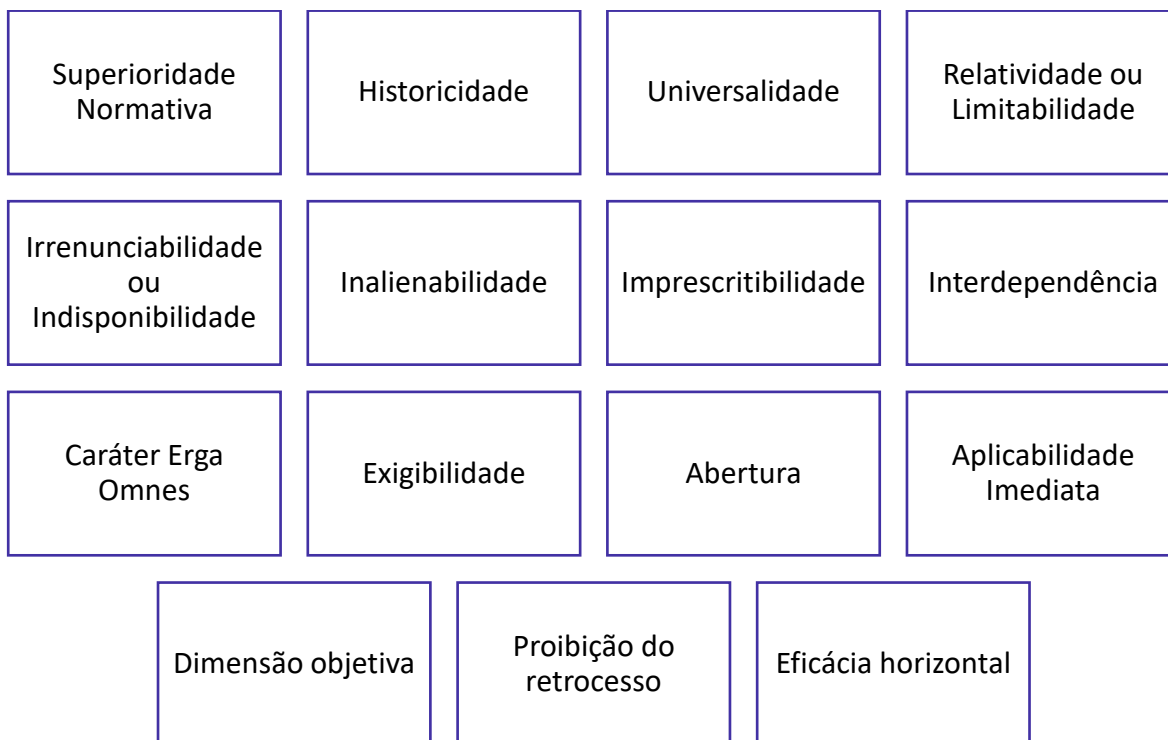 Superioridade
Normativa
Historicidade
Universalidade
Relatividade ou
Limitabilidade
Irrenunciabilidade
ou
Indisponibilidade
Inalienabilidade
Imprescritibilidade
Interdependência
Caráter Erga
Omnes
Exigibilidade
Abertura
Aplicabilidade
Imediata
Dimensão objetiva
Proibição do
retrocesso
Eficácia horizontal